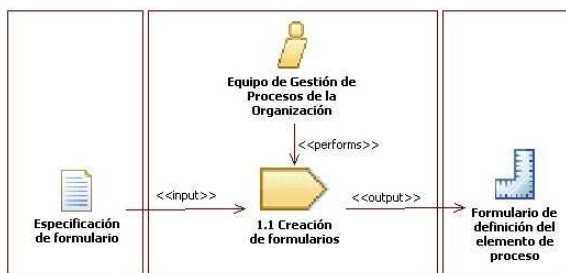 Equipo de Gestión de
Procesos de la
Organización
<<performs>>
<<input>>
<<output>>
Especificación
de formulario
1.1 Creación
de formularios
Formulario de
definición del
elemento de
proceso